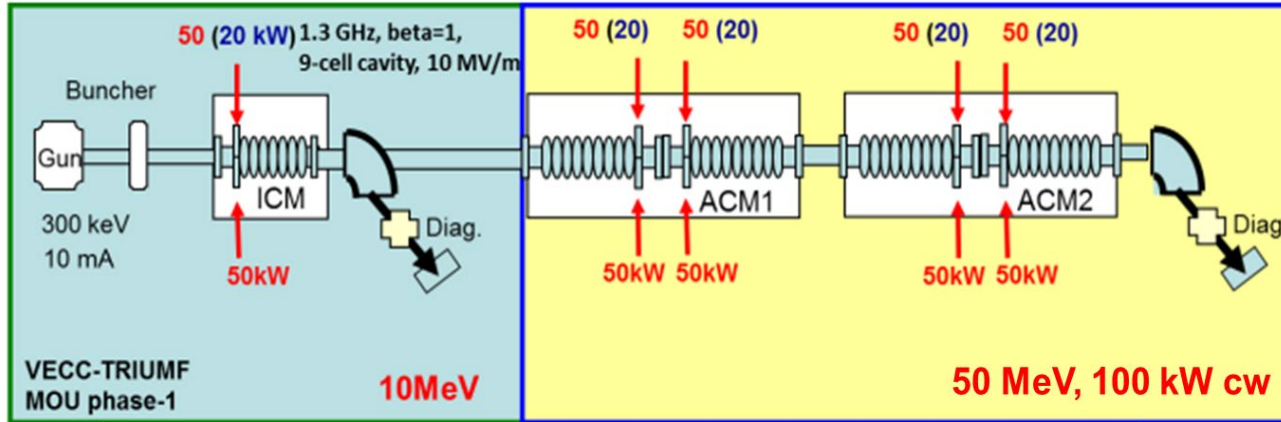 50 (20 kW) 1.3 GHz, beta=1,
9-cell cavity, 10 MV/m
Buncher
Gun
ICM
300 keV
10 mA
Diag.
50kW
VECC-TRIUMF
MOU phase-1
10MeV
50 (20) 50 (20)
50 (20) 50 (20)
ACM1
ACM2
Diag
50kW 50kW
50kW 50kW
50 MeV, 100 kW cw